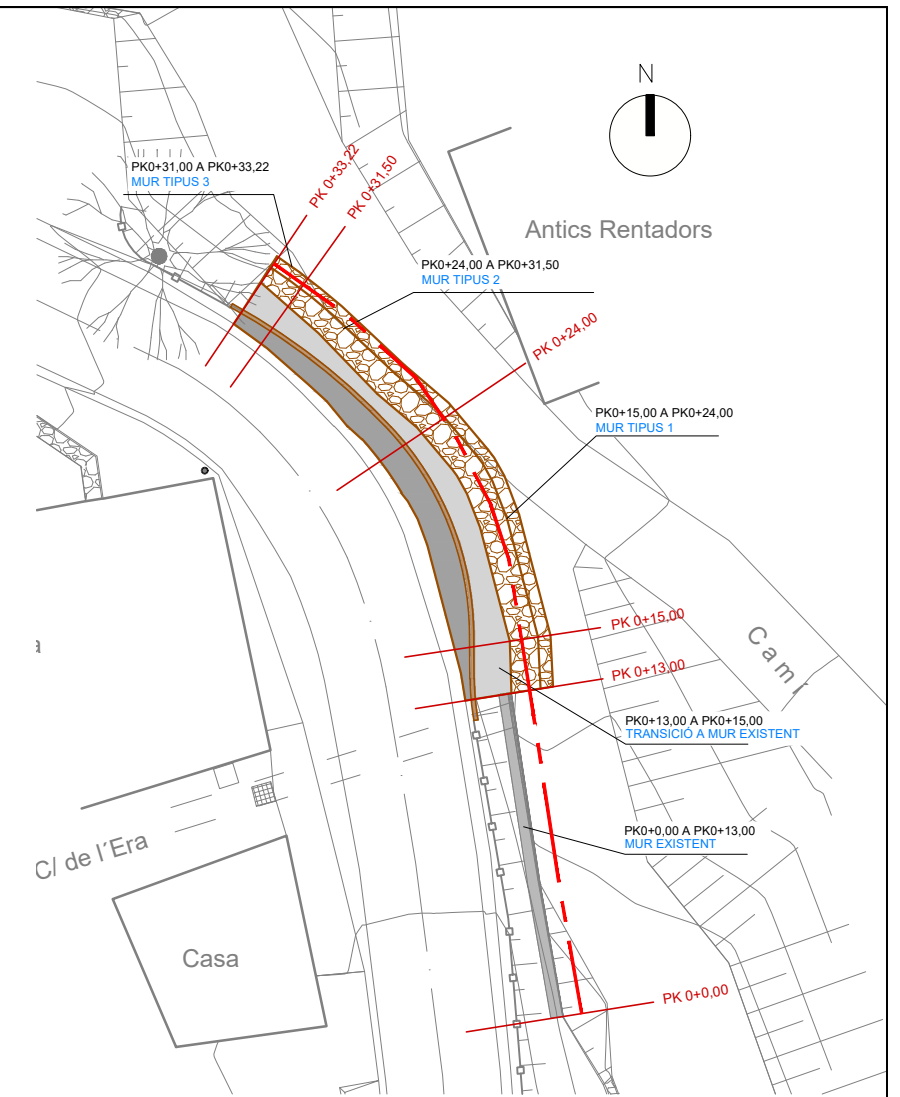 N
PK 0+33,22
PK 0+31,50
PK0+31,00 A PK0+33,22
MUR TIPUS 3
Antics Rentadors
PK0+24,00 A PK0+31,50
MUR TIPUS 2
PK 0+24,00
PK0+15,00 A PK0+24,00
MUR TIPUS 1
PK 0+15,00
Camí
PK 0+13,00
PK0+13,00 A PK0+15,00
TRANSICIÓ A MUR EXISTENT
PK0+0,00 A PK0+13,00
MUR EXISTENT
C/ de l´Era
Casa
PK 0+0,00